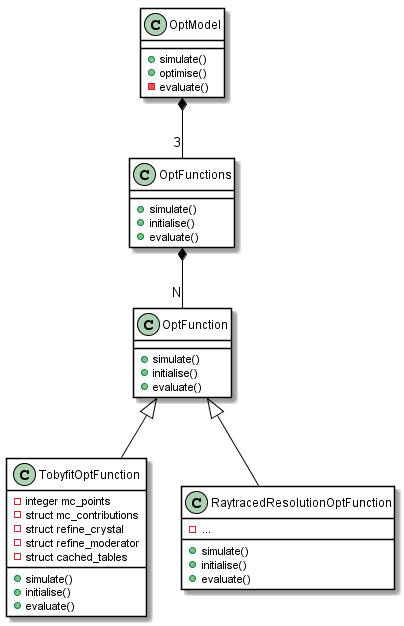 C OptModel
simulate()
optimise()
evaluate()
3
C OptFunctions
simulate()
initialise()
evaluate()
N
C OptFunction
simulate()
initialise()
evaluate()
C TobyfitOptFunction
integer mc_points
struct mc_contributions
struct refine_crystal
struct refine_moderator
struct cached_tables
simulate()
initialise()
evaluate()
C RaytracedResolutionOptFunction
...
simulate()
initialise()
evaluate()